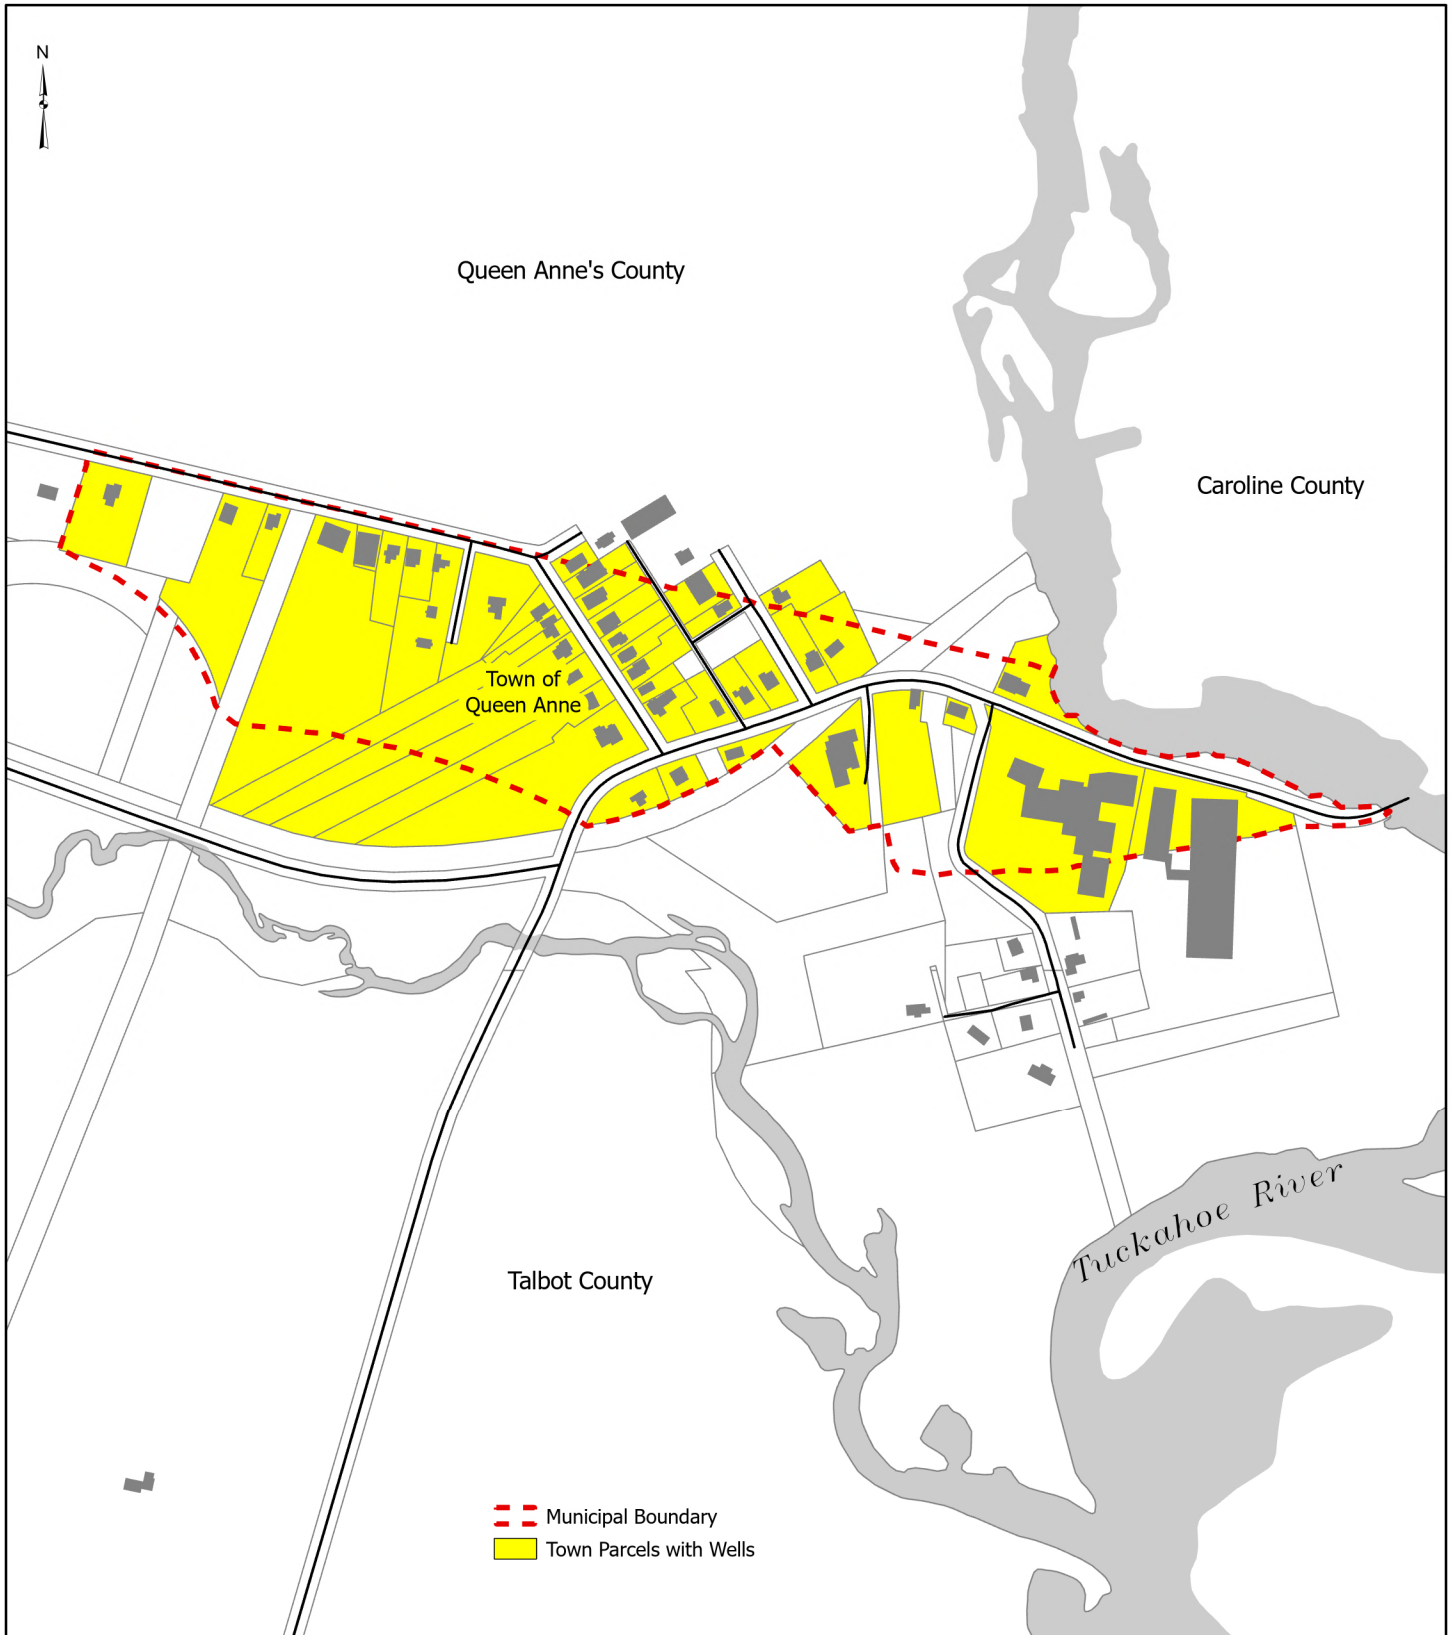 N
Queen Anne's County
Caroline County
Town of
Queen Anne
Tuckahoe River
Talbot County
Municipal Boundary
Town Parcels with Wells